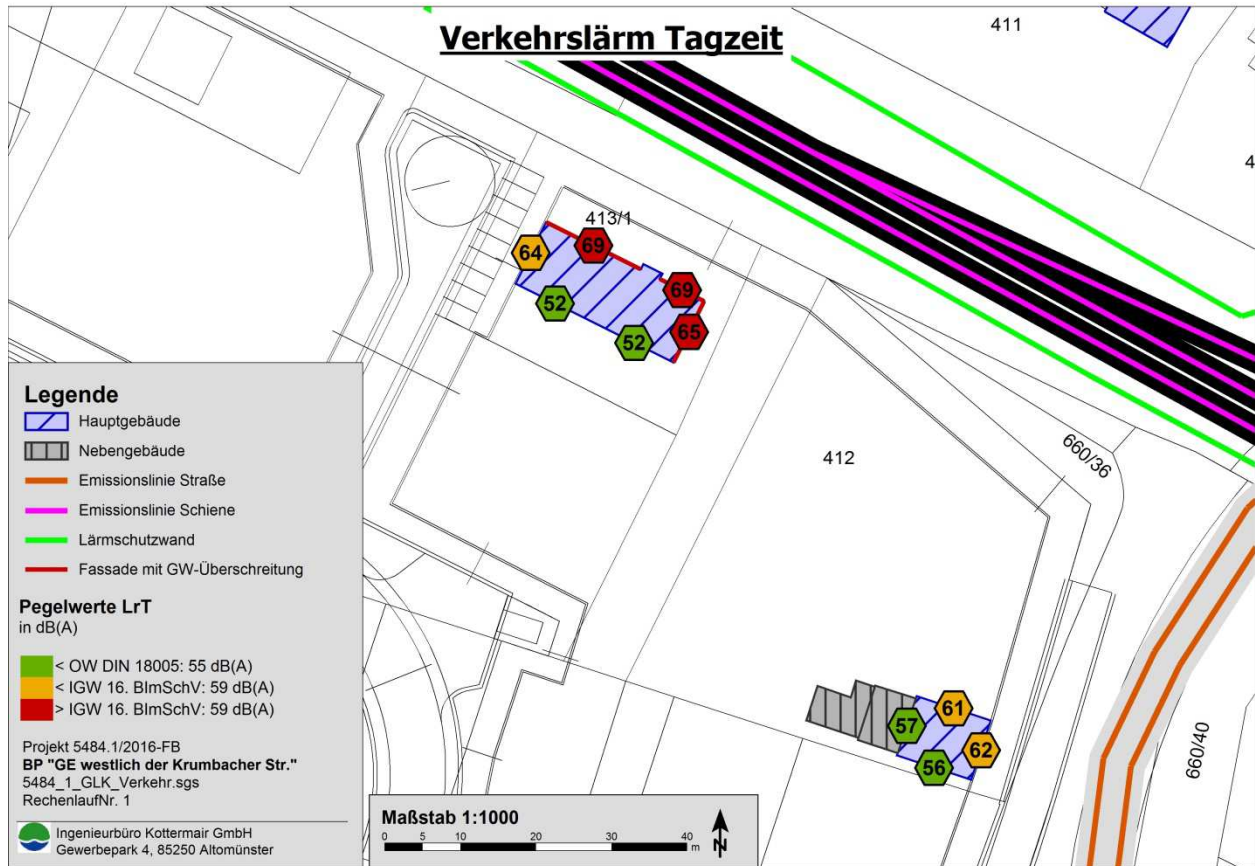 Verkehrslärm Tagzeit
411
4
413/1
64
69
69
52
65
52
412
660/36
660/40
61
57
62
56
Legende
Hauptgebäude
Nebengebäude
Emissionslinie Straße
Emissionslinie Schiene
Lärmschutzwand
Fassade mit GW-Überschreitung
Pegelwerte LrT
in dB(A)
< OW DIN 18005: 55 dB(A)
< IGW 16. BImSchV: 59 dB(A)
> IGW 16. BImSchV: 59 dB(A)
Projekt 5484.1/2016-FB
BP "GE westlich der Krumbacher Str."
5484_1_GLK_Verkehr.sgs
RechenlaufNr. 1
Ingenieurbüro Kottermair GmbH
Gewerbepark 4, 85250 Altomünster
Maßstab 1:1000
0 5 10 20 30 40 m
N